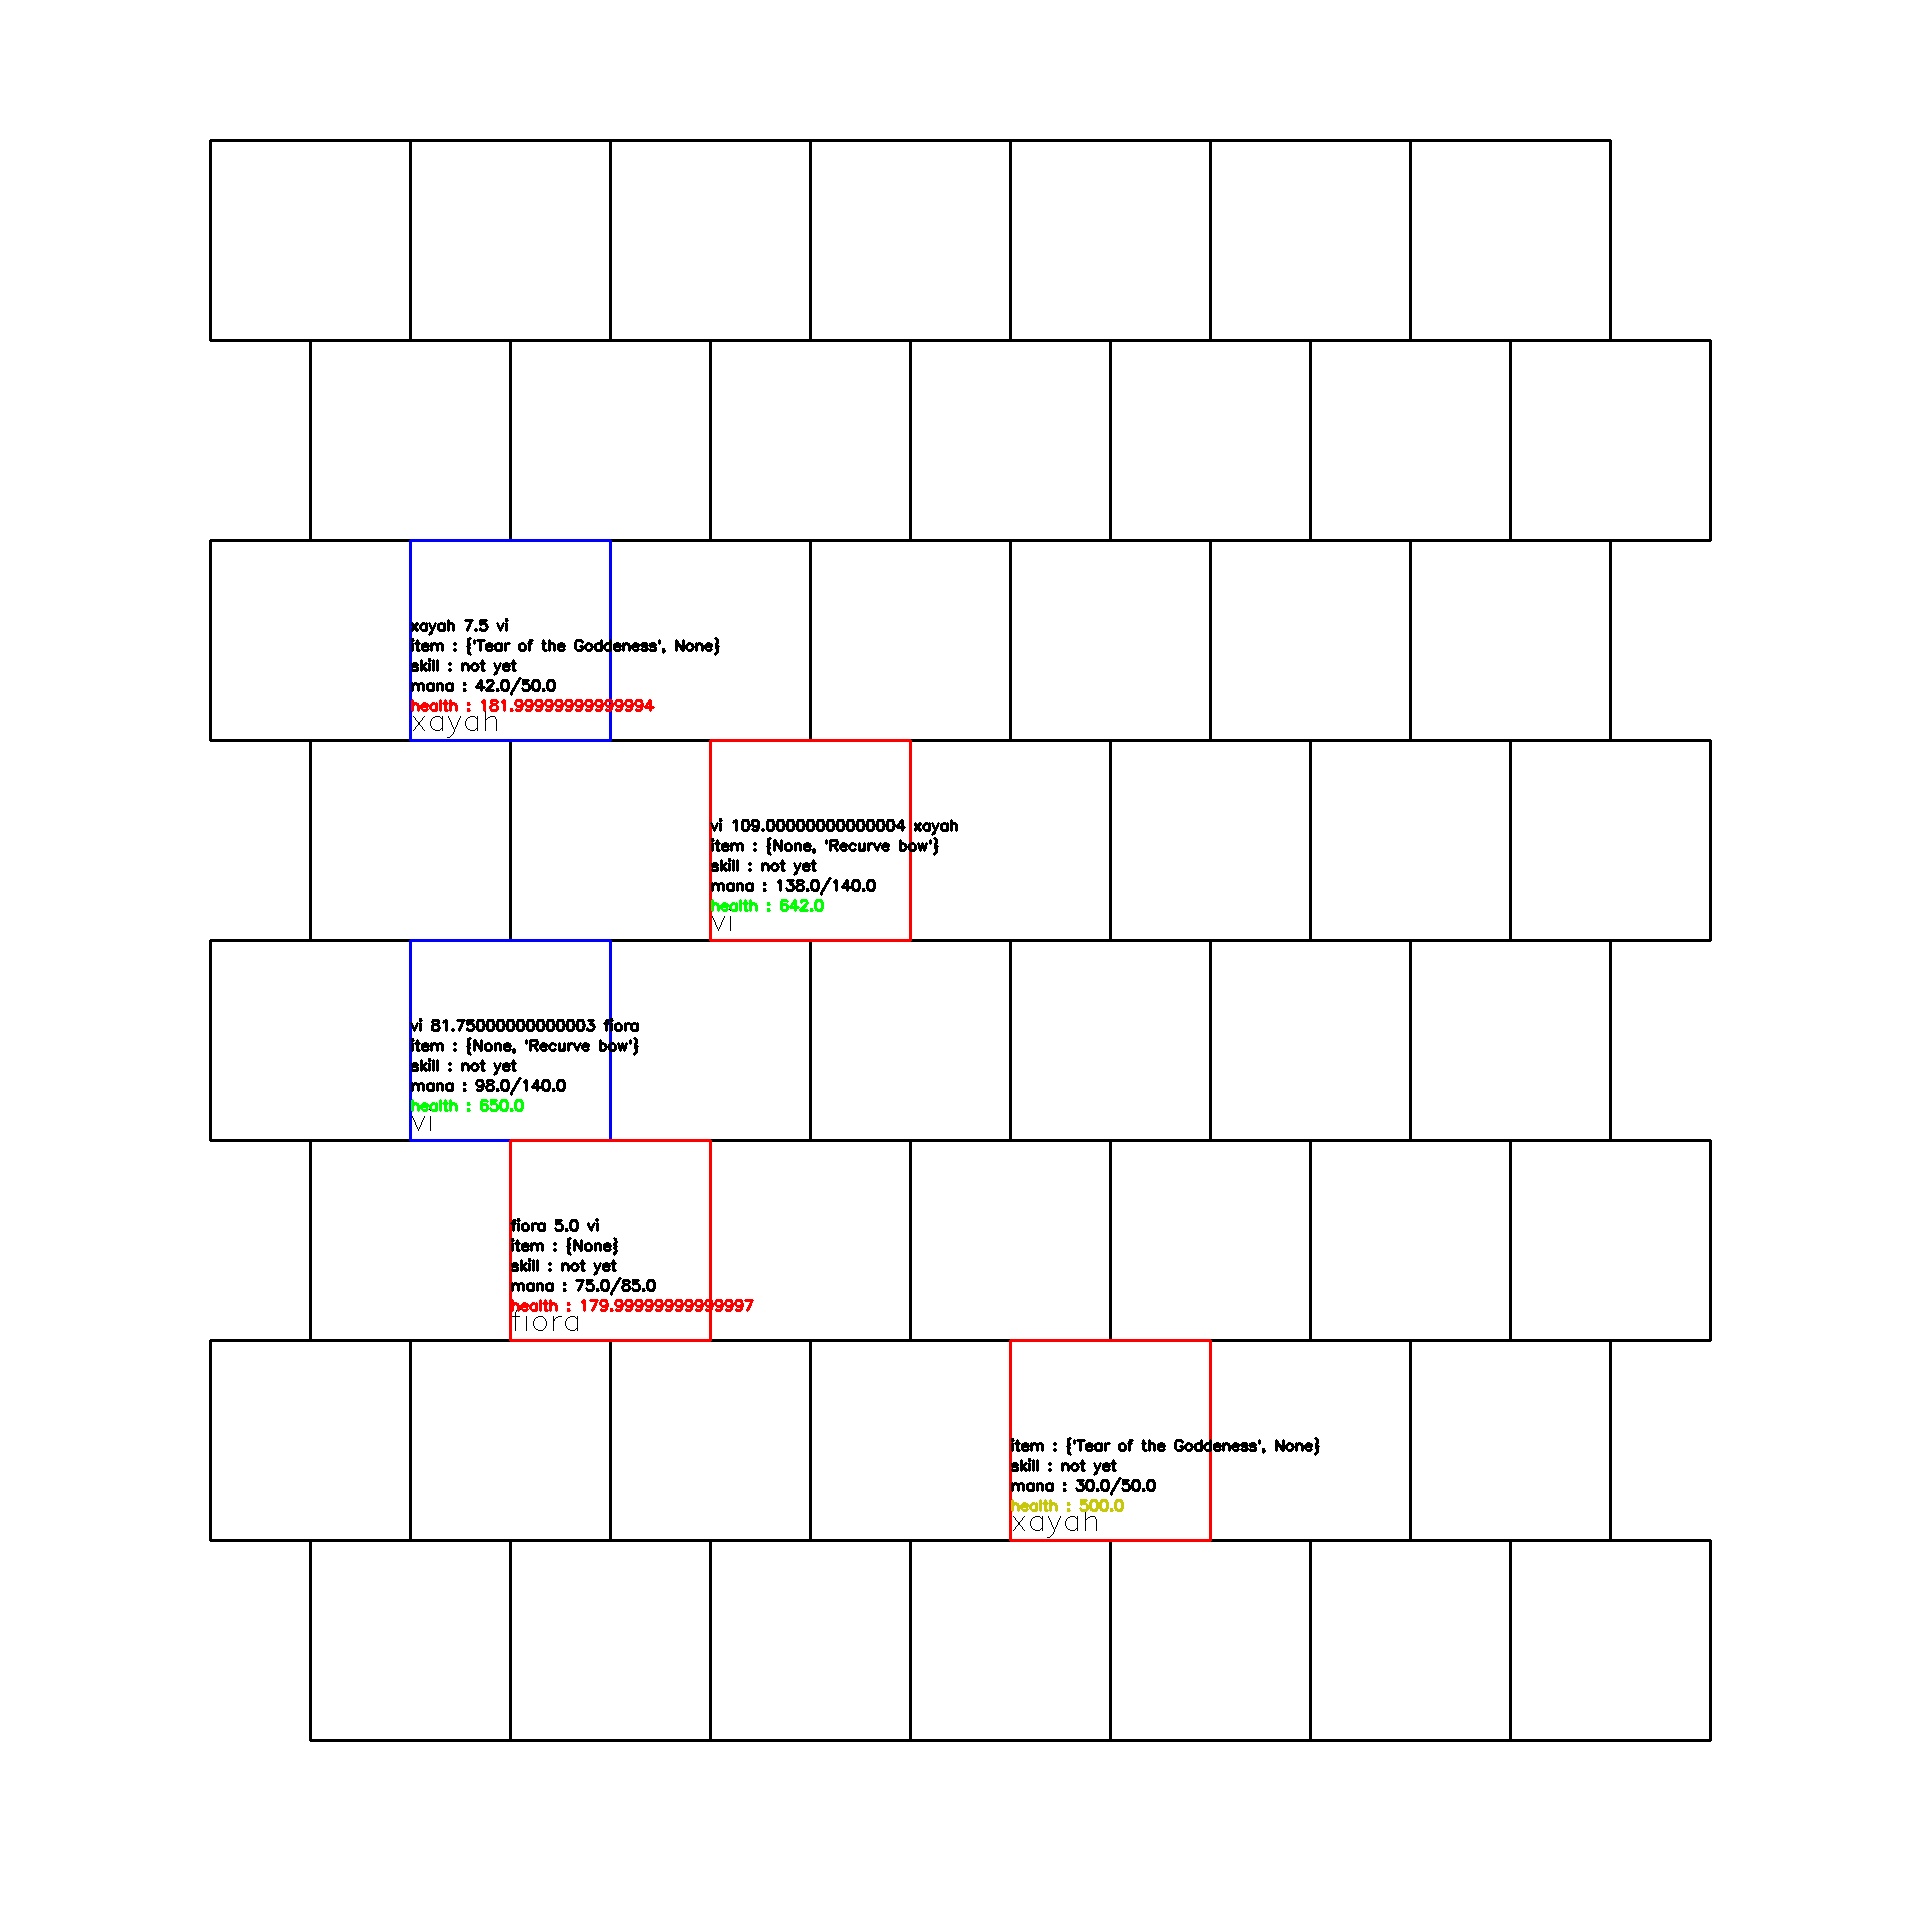 xayah 7.5 vi
item : {'Tear of the Goddeness', None}
skill : not yet
mana : 42.0/50.0
health : 181.99999999999994
xayah
vi 109.00000000000004 xayah
item : {None, 'Recurve bow'}
skill : not yet
mana : 138.0/140.0
health : 642.0
vi
vi 81.75000000000003 fiora
item : {None, 'Recurve bow'}
skill : not yet
mana : 98.0/140.0
health : 650.0
vi
fiora 5.0 vi
item : {None}
skill : not yet
mana : 75.0/85.0
health : 179.99999999999997
fiora
item : {'Tear of the Goddeness', None}
skill : not yet
mana : 30.0/50.0
health : 500.0
xayah